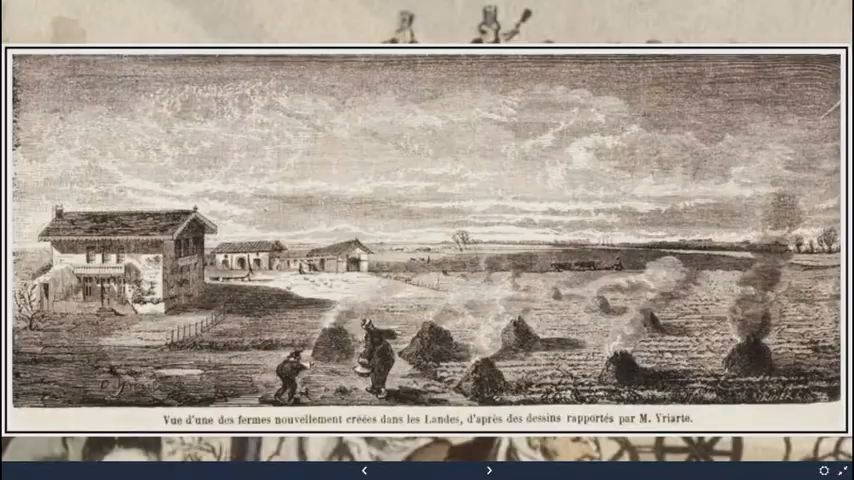 Vue d'une des fermes nouvellement créées dans les Landes, d'après des dessins rapportés par M. Yriarte.